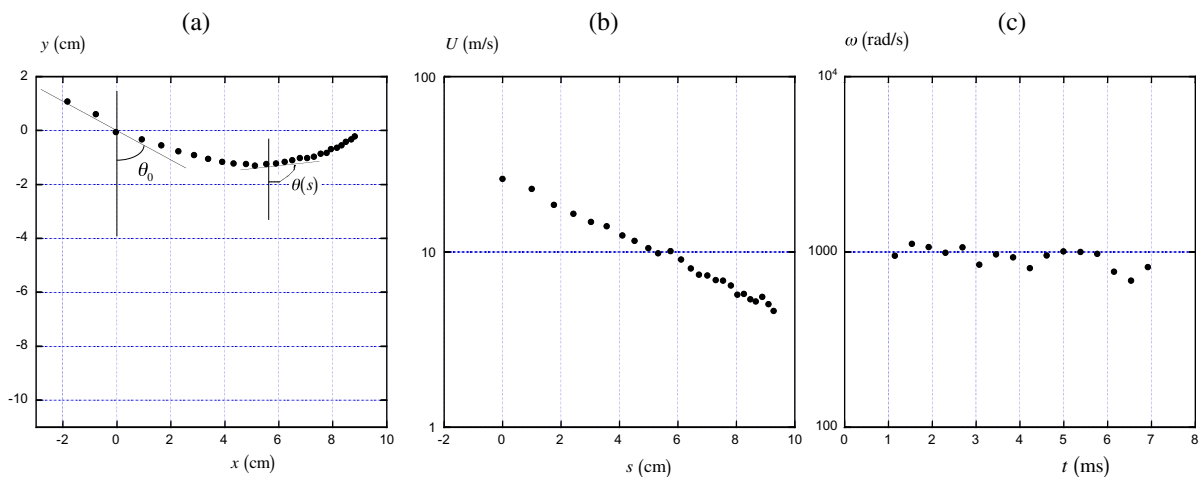 (a)
y (cm)
2
0
-2
-4
-6
-8
-10
-2 0 2 4 6 8 10
x (cm)
θ0
θ(s)
(b)
U (m/s)
100
10
1
-2 0 2 4 6 8 10
s (cm)
(c)
ω (rad/s)
10^4
1000
100
0 1 2 3 4 5 6 7 8
t (ms)